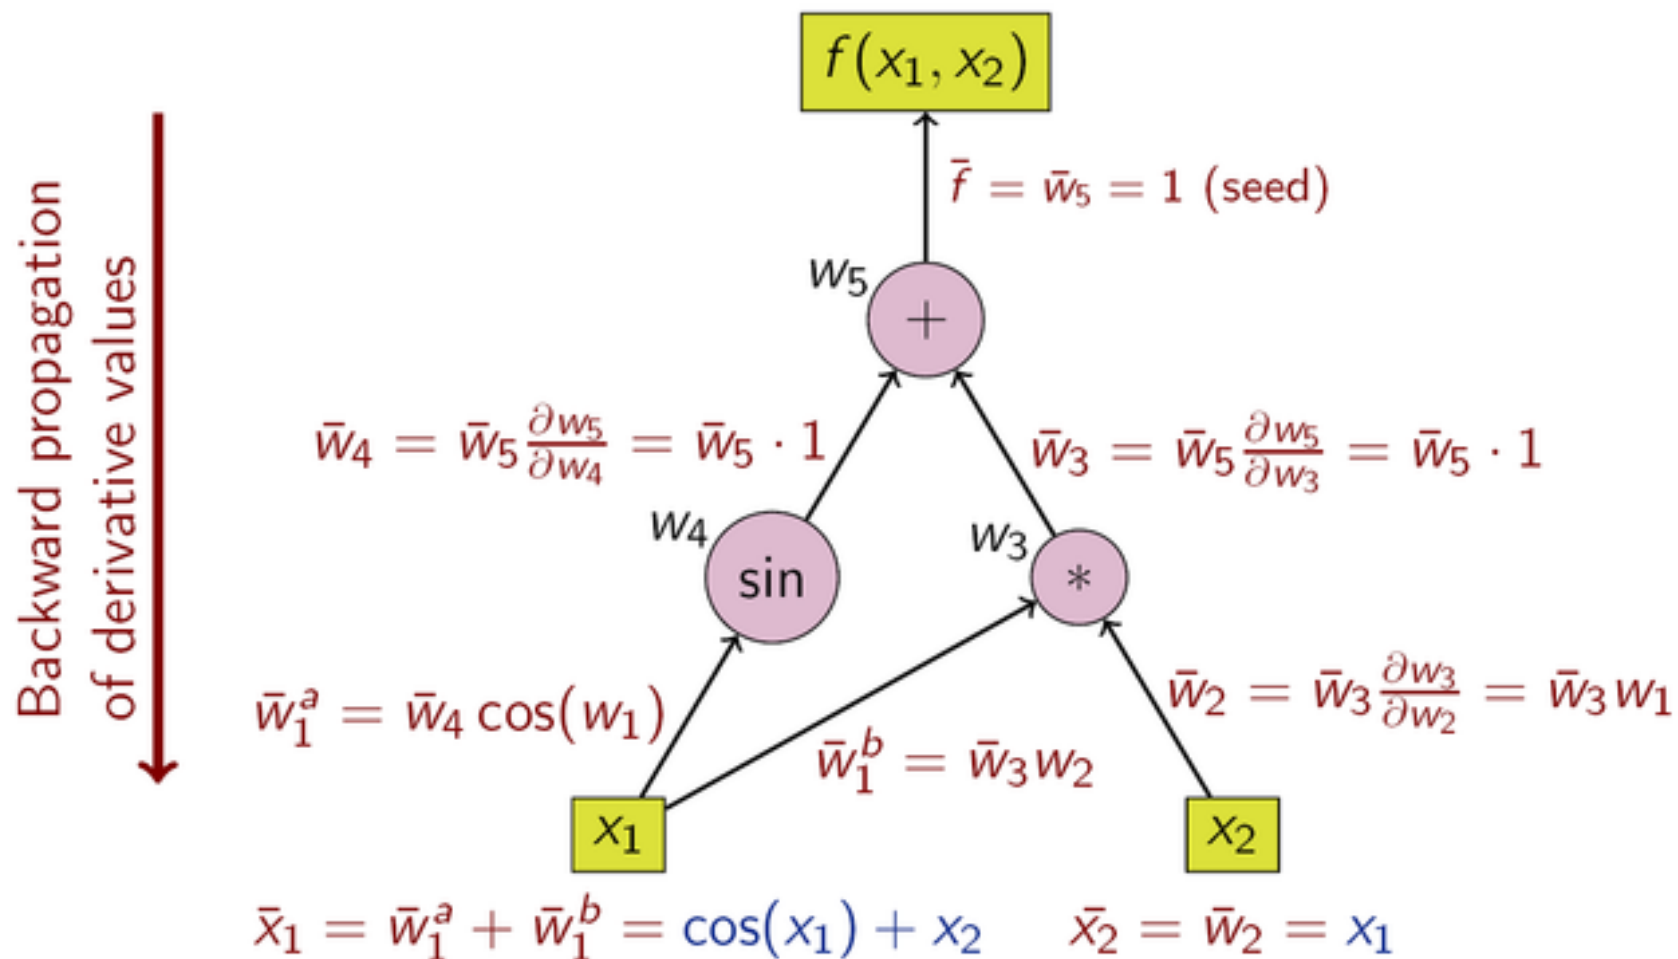 f(x₁, x₂)
f̄ = w̄₅ = 1 (seed)
w₅
+
Backward propagation
of derivative values
w̄₄ = w̄₅ ∂w₅/∂w₄ = w̄₅ · 1
w̄₃ = w̄₅ ∂w₅/∂w₃ = w̄₅ · 1
w₄
sin
w₃
*
w̄₁ᵃ = w̄₄ cos(w₁)
w̄₁ᵇ = w̄₃w₂
w̄₂ = w̄₃ ∂w₃/∂w₂ = w̄₃w₁
x₁
x₂
x̄₁ = w̄₁ᵃ + w̄₁ᵇ = cos(x₁) + x₂
x̄₂ = w̄₂ = x₁